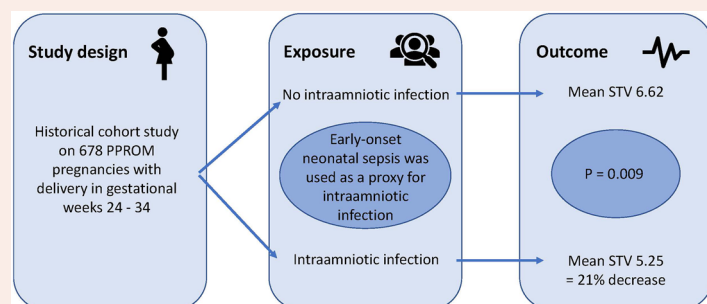 Study design
Historical cohort study
on 678 PPROM
pregnancies with
delivery in gestational
weeks 24 - 34
Exposure
No intraamniotic infection
Early-onset
neonatal sepsis was
used as a proxy for
intraamniotic
infection
Intraamniotic infection
Outcome
Mean STV 6.62
P = 0.009
Mean STV 5.25
= 21% decrease